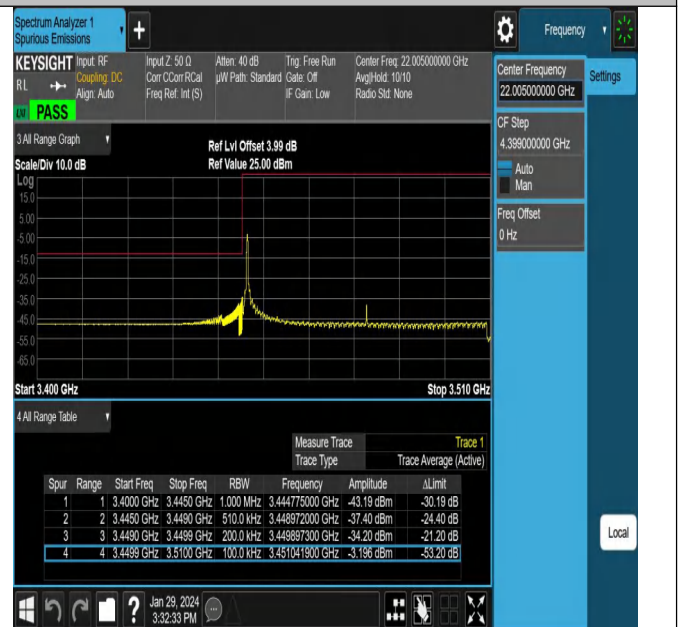 Spectrum Analyzer 1
Spurious Emissions
+
Frequency
KEYSIGHT Input: RF Input Z: 50 Ω Atten: 40 dB Trig: Free Run Center Freq: 22.005000000 GHz
RL Coupling: DC Corr CCorr RCal µW Path: Standard Gate: Off Avg|Hold: 10/10
Align: Auto Freq Ref: Int (S) IF Gain: Low Radio Std: None
PASS
Center Frequency
22.005000000 GHz
Settings
CF Step
4.399000000 GHz
Auto
Man
Freq Offset
0 Hz
3 All Range Graph
Ref Lvl Offset 3.99 dB
Scale/Div 10.0 dB Ref Value 25.00 dBm
Log
15.0
5.00
-5.00
-15.0
-25.0
-35.0
-45.0
-55.0
-65.0
Start 3.400 GHz Stop 3.510 GHz
4 All Range Table
Measure Trace Trace 1
Trace Type Trace Average (Active)
Spur Range Start Freq Stop Freq RBW Frequency Amplitude ΔLimit
1 1 3.4000 GHz 3.4450 GHz 1.000 MHz 3.444775000 GHz -43.19 dBm -30.19 dB
2 2 3.4450 GHz 3.4490 GHz 510.0 kHz 3.448972000 GHz -37.40 dBm -24.40 dB
3 3 3.4490 GHz 3.4499 GHz 200.0 kHz 3.449897300 GHz -34.20 dBm -21.20 dB
4 4 3.4499 GHz 3.5100 GHz 100.0 kHz 3.451041900 GHz -3.196 dBm -53.20 dB
Local
? Jan 29, 2024
3:32:33 PM